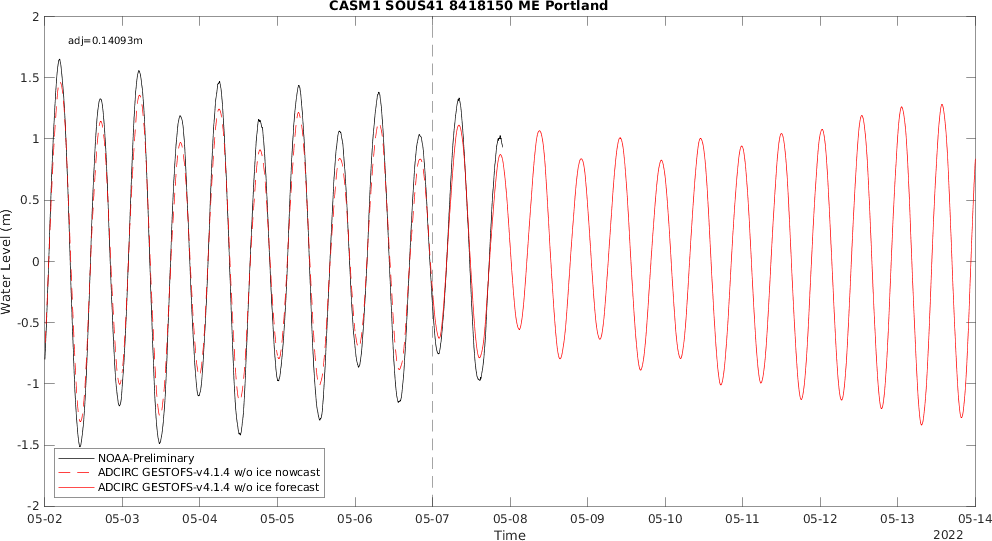 CASM1 SOUS41 8418150 ME Portland
adj=0.14093m
2
1.5
1
0.5
0
-0.5
-1
-1.5
-2
Water Level (m)
NOAA-Preliminary
ADCIRC GESTOFS-v4.1.4 w/o ice nowcast
ADCIRC GESTOFS-v4.1.4 w/o ice forecast
05-02 05-03 05-04 05-05 05-06 05-07 05-08 05-09 05-10 05-11 05-12 05-13 05-14
Time
2022